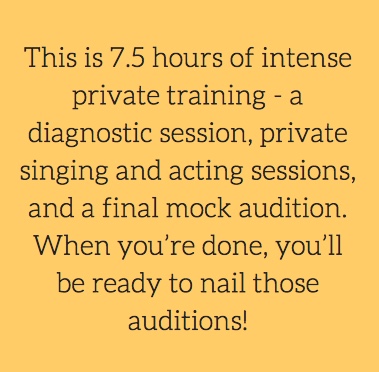 This is 7.5 hours of intense
private training - a
diagnostic session, private
singing and acting sessions,
and a final mock audition.
When you’re done, you’ll
be ready to nail those
auditions!